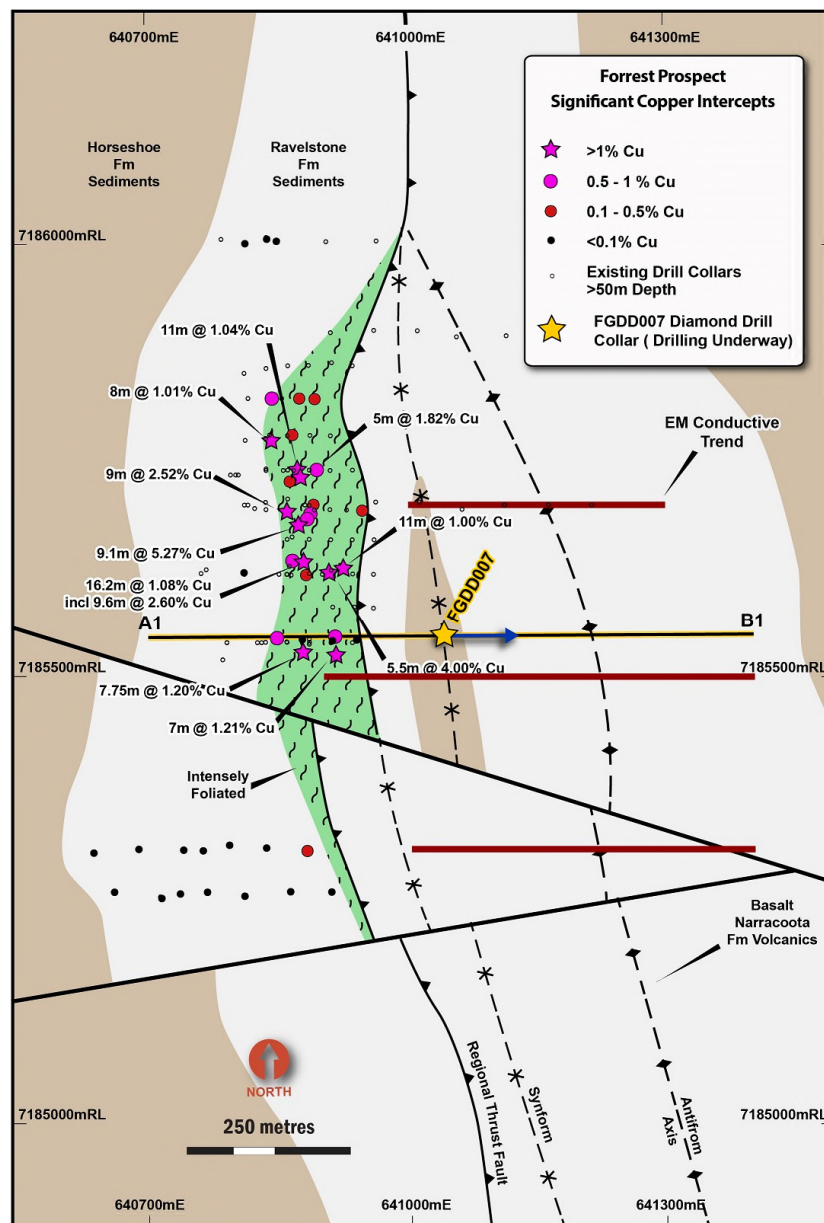 640700mE
641000mE
641300mE
Forrest Prospect
Significant Copper Intercepts
>1% Cu
0.5 - 1 % Cu
0.1 - 0.5% Cu
<0.1% Cu
Existing Drill Collars
>50m Depth
FGDD007 Diamond Drill
Collar ( Drilling Underway)
Horseshoe
Fm
Sediments
Ravelstone
Fm
Sediments
7186000mRL
11m @ 1.04% Cu
8m @ 1.01% Cu
5m @ 1.82% Cu
EM Conductive
Trend
9m @ 2.52% Cu
11m @ 1.00% Cu
9.1m @ 5.27% Cu
16.2m @ 1.08% Cu
incl 9.6m @ 2.60% Cu
FGDD007
A1
B1
7185500mRL
5.5m @ 4.00% Cu
7185500mRL
7.75m @ 1.20% Cu
7m @ 1.21% Cu
Intensely
Foliated
Basalt
Narracoota
Fm Volcanics
NORTH
250 metres
Regional Thrust Fault
Synform
Antifrom
Axis
7185000mRL
7185000mRL
640700mE
641000mE
641300mE